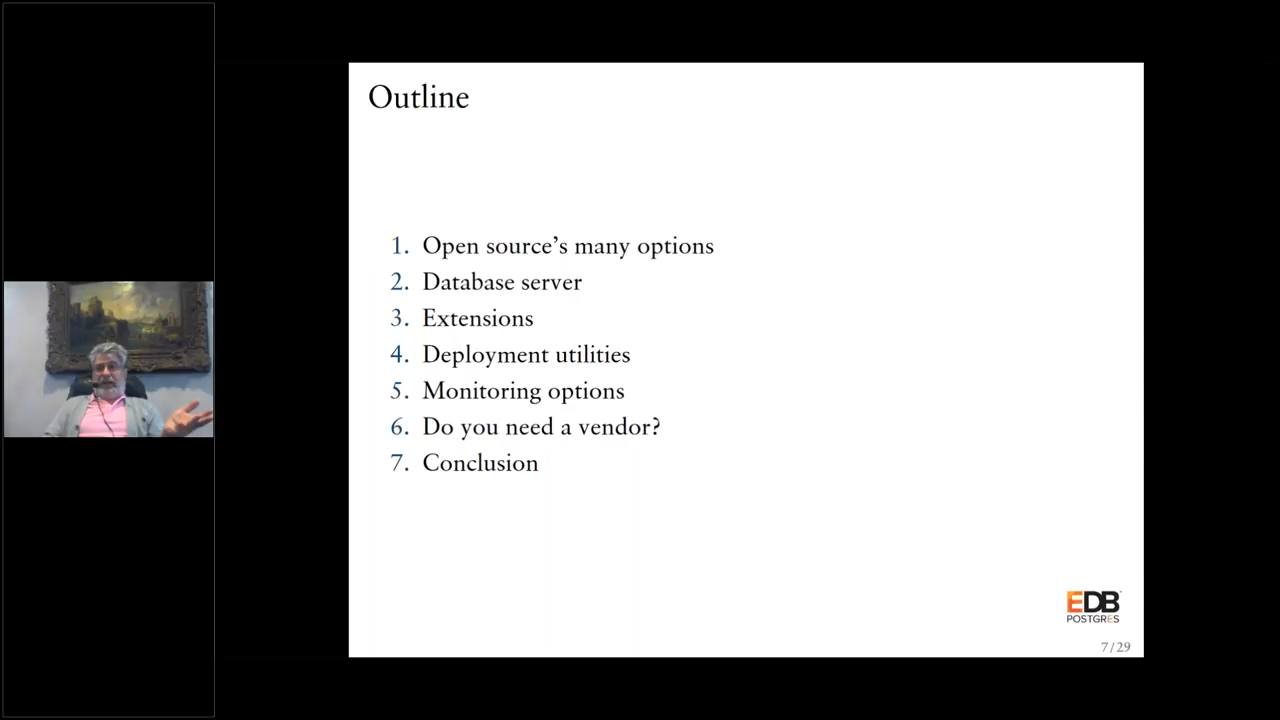 Outline
1. Open source’s many options
2. Database server
3. Extensions
4. Deployment utilities
5. Monitoring options
6. Do you need a vendor?
7. Conclusion
EDB
POSTGRES
7/29